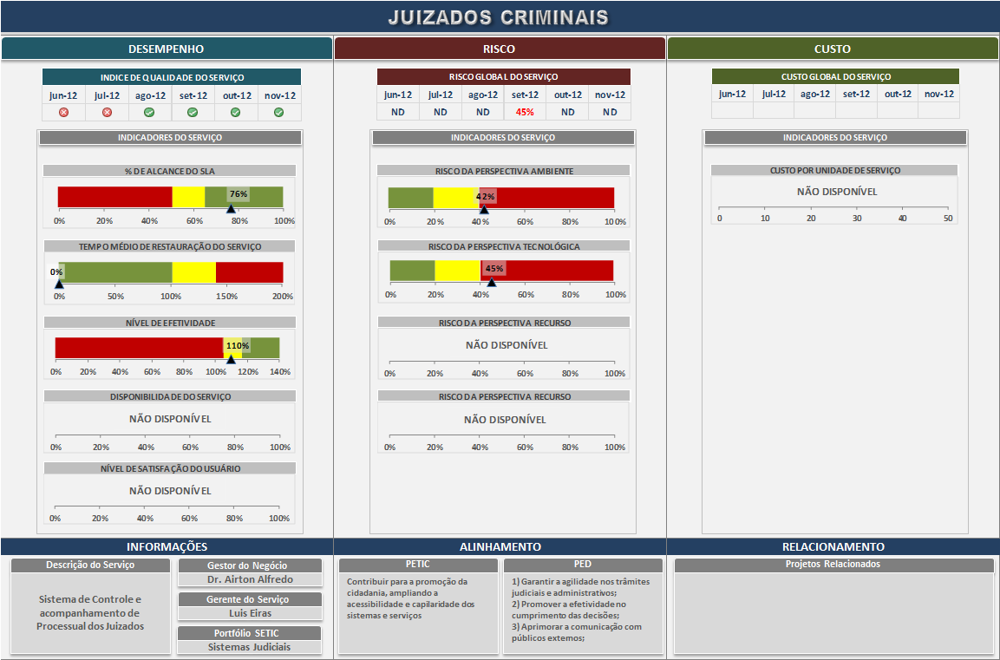 JUIZADOS CRIMINAIS
DESEMPENHO
INDICE DE QUALIDADE DO SERVIÇO
jun-12 jul-12 ago-12 set-12 out-12 nov-12
INDICADORES DO SERVIÇO
% DE ALCANCE DO SLA
76%
0% 20% 40% 60% 80% 100%
TEMPO MÉDIO DE RESTAURAÇÃO DO SERVIÇO
0%
0% 50% 100% 150% 200%
NÍVEL DE EFETIVIDADE
110%
0% 20% 40% 60% 80% 100% 120% 140%
DISPONIBILIDADE DO SERVIÇO
NÃO DISPONÍVEL
0% 20% 40% 60% 80% 100%
NÍVEL DE SATISFAÇÃO DO USUÁRIO
NÃO DISPONÍVEL
0% 20% 40% 60% 80% 100%
RISCO
RISCO GLOBAL DO SERVIÇO
jun-12 jul-12 ago-12 set-12 out-12 nov-12
ND ND ND 45% ND ND
INDICADORES DO SERVIÇO
RISCO DA PERSPECTIVA AMBIENTE
42%
0% 20% 40% 60% 80% 100%
RISCO DA PERSPECTIVA TECNOLÓGICA
45%
0% 20% 40% 60% 80% 100%
RISCO DA PERSPECTIVA RECURSO
NÃO DISPONÍVEL
0% 20% 40% 60% 80% 100%
RISCO DA PERSPECTIVA RECURSO
NÃO DISPONÍVEL
0% 20% 40% 60% 80% 100%
CUSTO
CUSTO GLOBAL DO SERVIÇO
jun-12 jul-12 ago-12 set-12 out-12 nov-12
INDICADORES DO SERVIÇO
CUSTO POR UNIDADE DE SERVIÇO
NÃO DISPONÍVEL
0 10 20 30 40 50
INFORMAÇÕES
Descrição do Serviço
Sistema de Controle e
acompanhamento de
Processual dos Juizados
Gestor do Negócio
Dr. Airton Alfredo
Gerente do Serviço
Luis Eiras
Portfólio SETIC
Sistemas Judiciais
ALINHAMENTO
PETIC
Contribuir para a promoção da
cidadania, ampliando a
acessibilidade e capilaridade dos
sistemas e serviços
PED
1) Garantir a agilidade nos trâmites
judiciais e administrativos;
2) Promover a efetividade no
cumprimento das decisões;
3) Aprimorar a comunicação com
públicos externos;
RELACIONAMENTO
Projetos Relacionados